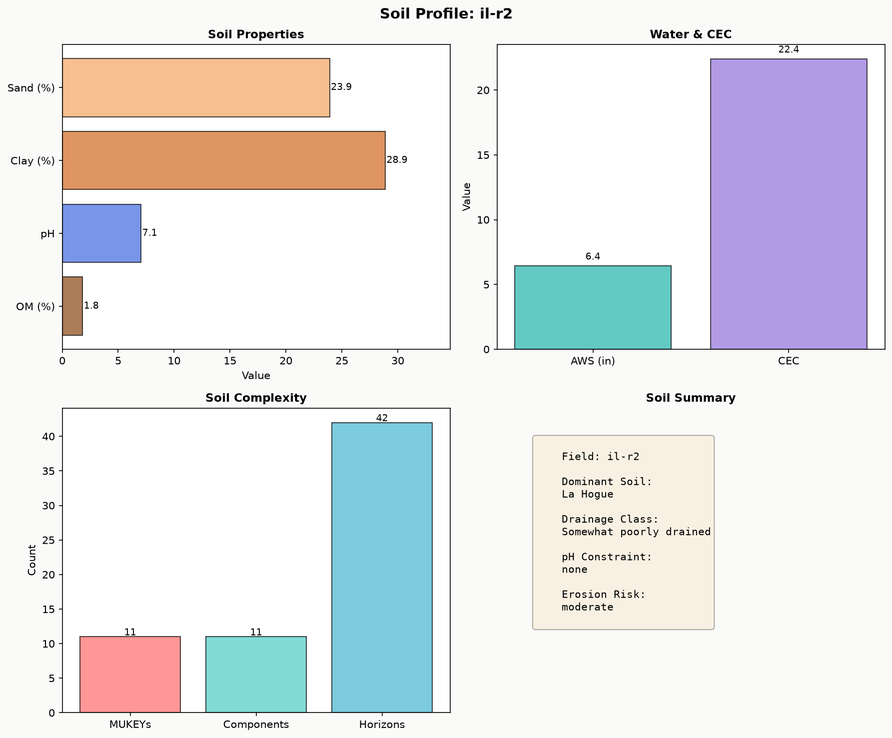 Soil Profile: il-r2
Soil Properties
Sand (%)
23.9
Clay (%)
28.9
pH
7.1
OM (%)
1.8
0 5 10 15 20 25 30
Value
Water & CEC
Value
20
15
10
5
0
22.4
6.4
AWS (in) CEC
Soil Complexity
Count
40
35
30
25
20
15
10
5
0
42
11 11
MUKEYs Components Horizons
Soil Summary
Field: il-r2
Dominant Soil:
La Hogue
Drainage Class:
Somewhat poorly drained
pH Constraint:
none
Erosion Risk:
moderate